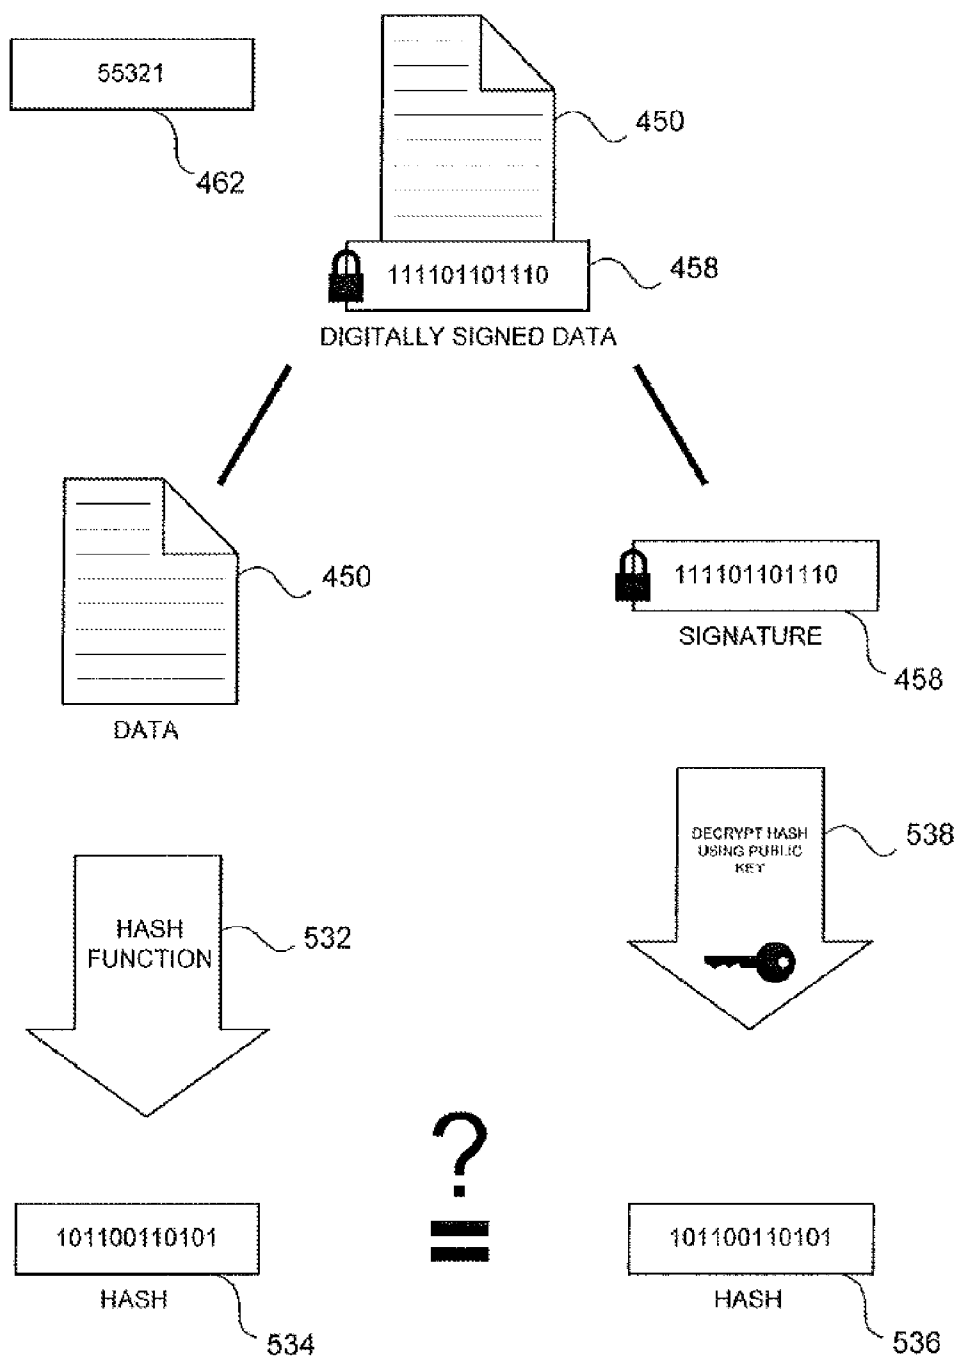 55321
462
450
111101101110
458
DIGITALLY SIGNED DATA
450
DATA
111101101110
SIGNATURE
458
HASH
FUNCTION
532
DECRYPT HASH
USING PUBLIC
KEY
538
?
=
101100110101
HASH
534
101100110101
HASH
536